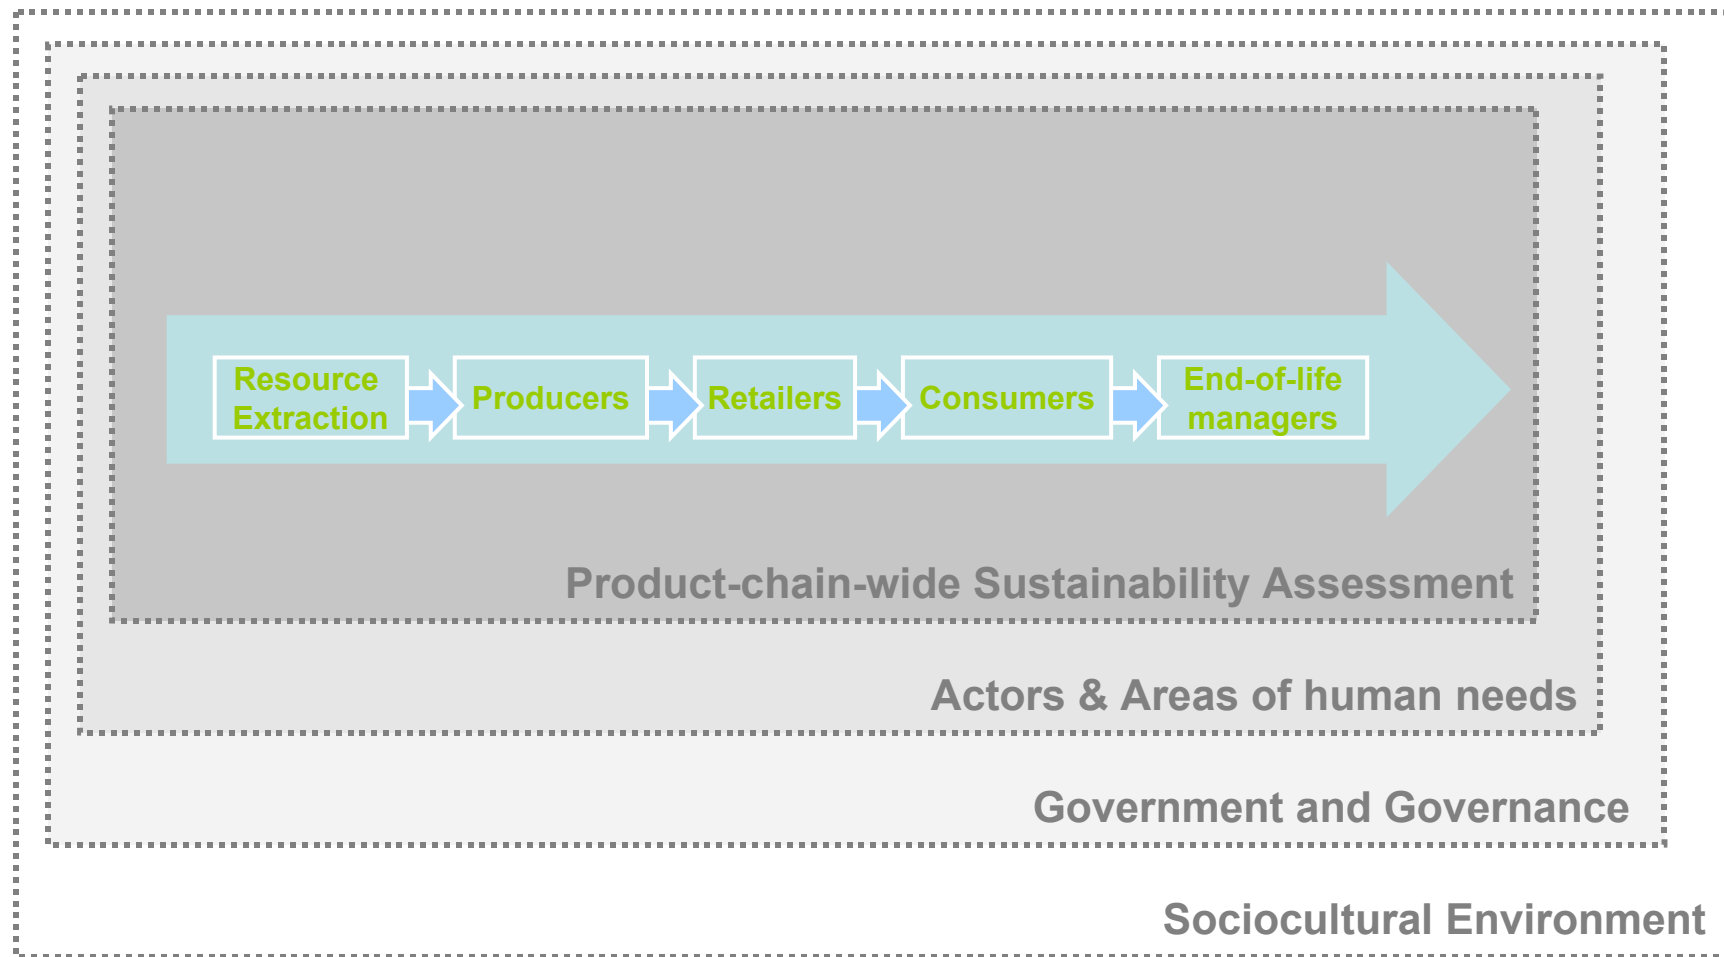 Resource
Extraction
Producers
Retailers
Consumers
End-of-life
managers
Product-chain-wide Sustainability Assessment
Actors & Areas of human needs
Government and Governance
Sociocultural Environment